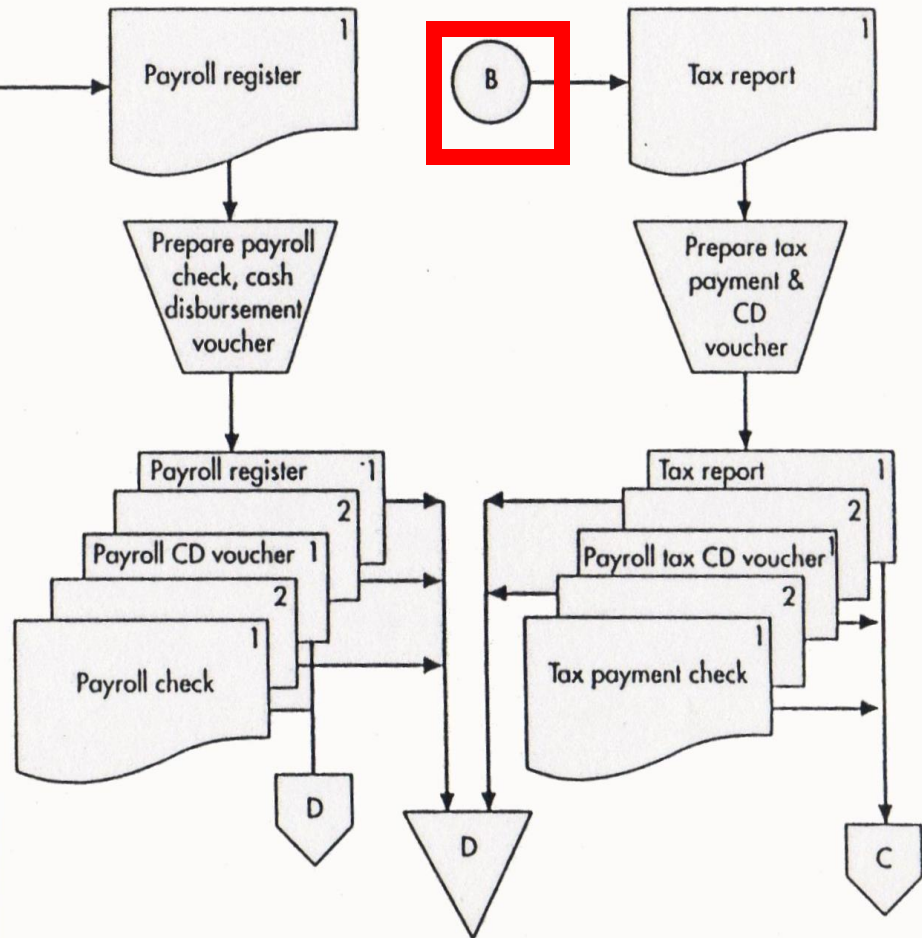 1
Payroll register
B
1
Tax report
Prepare payroll
check, cash
disbursement
voucher
Prepare tax
payment &
CD
voucher
Payroll register 1
2
Payroll CD voucher 1
2
1
Payroll check
D
D
Tax report 1
2
Payroll tax CD voucher 1
2
1
Tax payment check
C